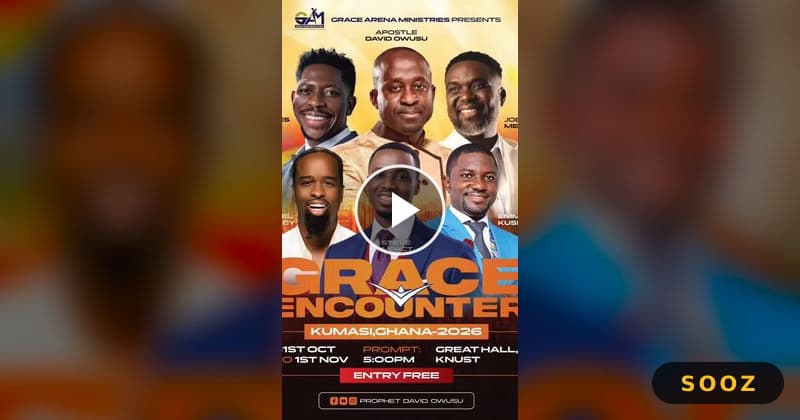 GRACE ARENA MINISTRIES PRESENTS
APOSTLE
DAVID OWUSU
GRACE
ENCOUNTER
KUMASI,GHANA-2026
1ST OCT
O 1ST NOV
PROMPT:
5:00PM
GREAT HALL,
KNUST
ENTRY FREE
PROPHET DAVID OWUSU
SOOZ